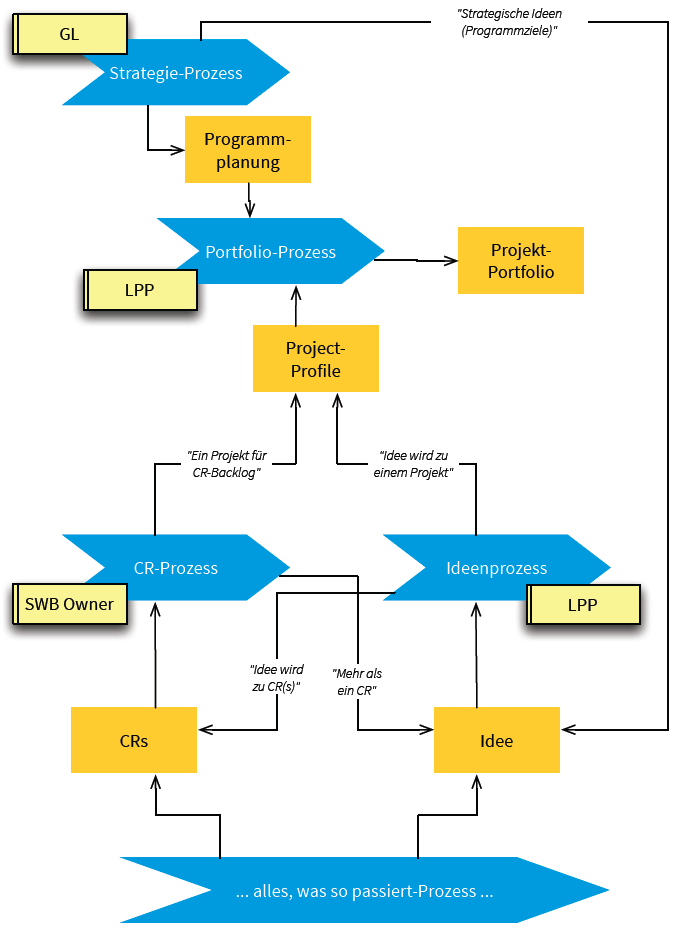 GL
"Strategische Ideen
(Programmziele)"
Strategie-Prozess
Programm-
planung
Portfolio-Prozess
Projekt-
Portfolio
LPP
Project-
Profile
"Ein Projekt für
CR-Backlog"
"Idee wird zu
einem Projekt"
CR-Prozess
Ideenprozess
SWB Owner
LPP
"Idee wird
zu CR(s)"
"Mehr als
ein CR"
CRs
Idee
... alles, was so passiert-Prozess ...